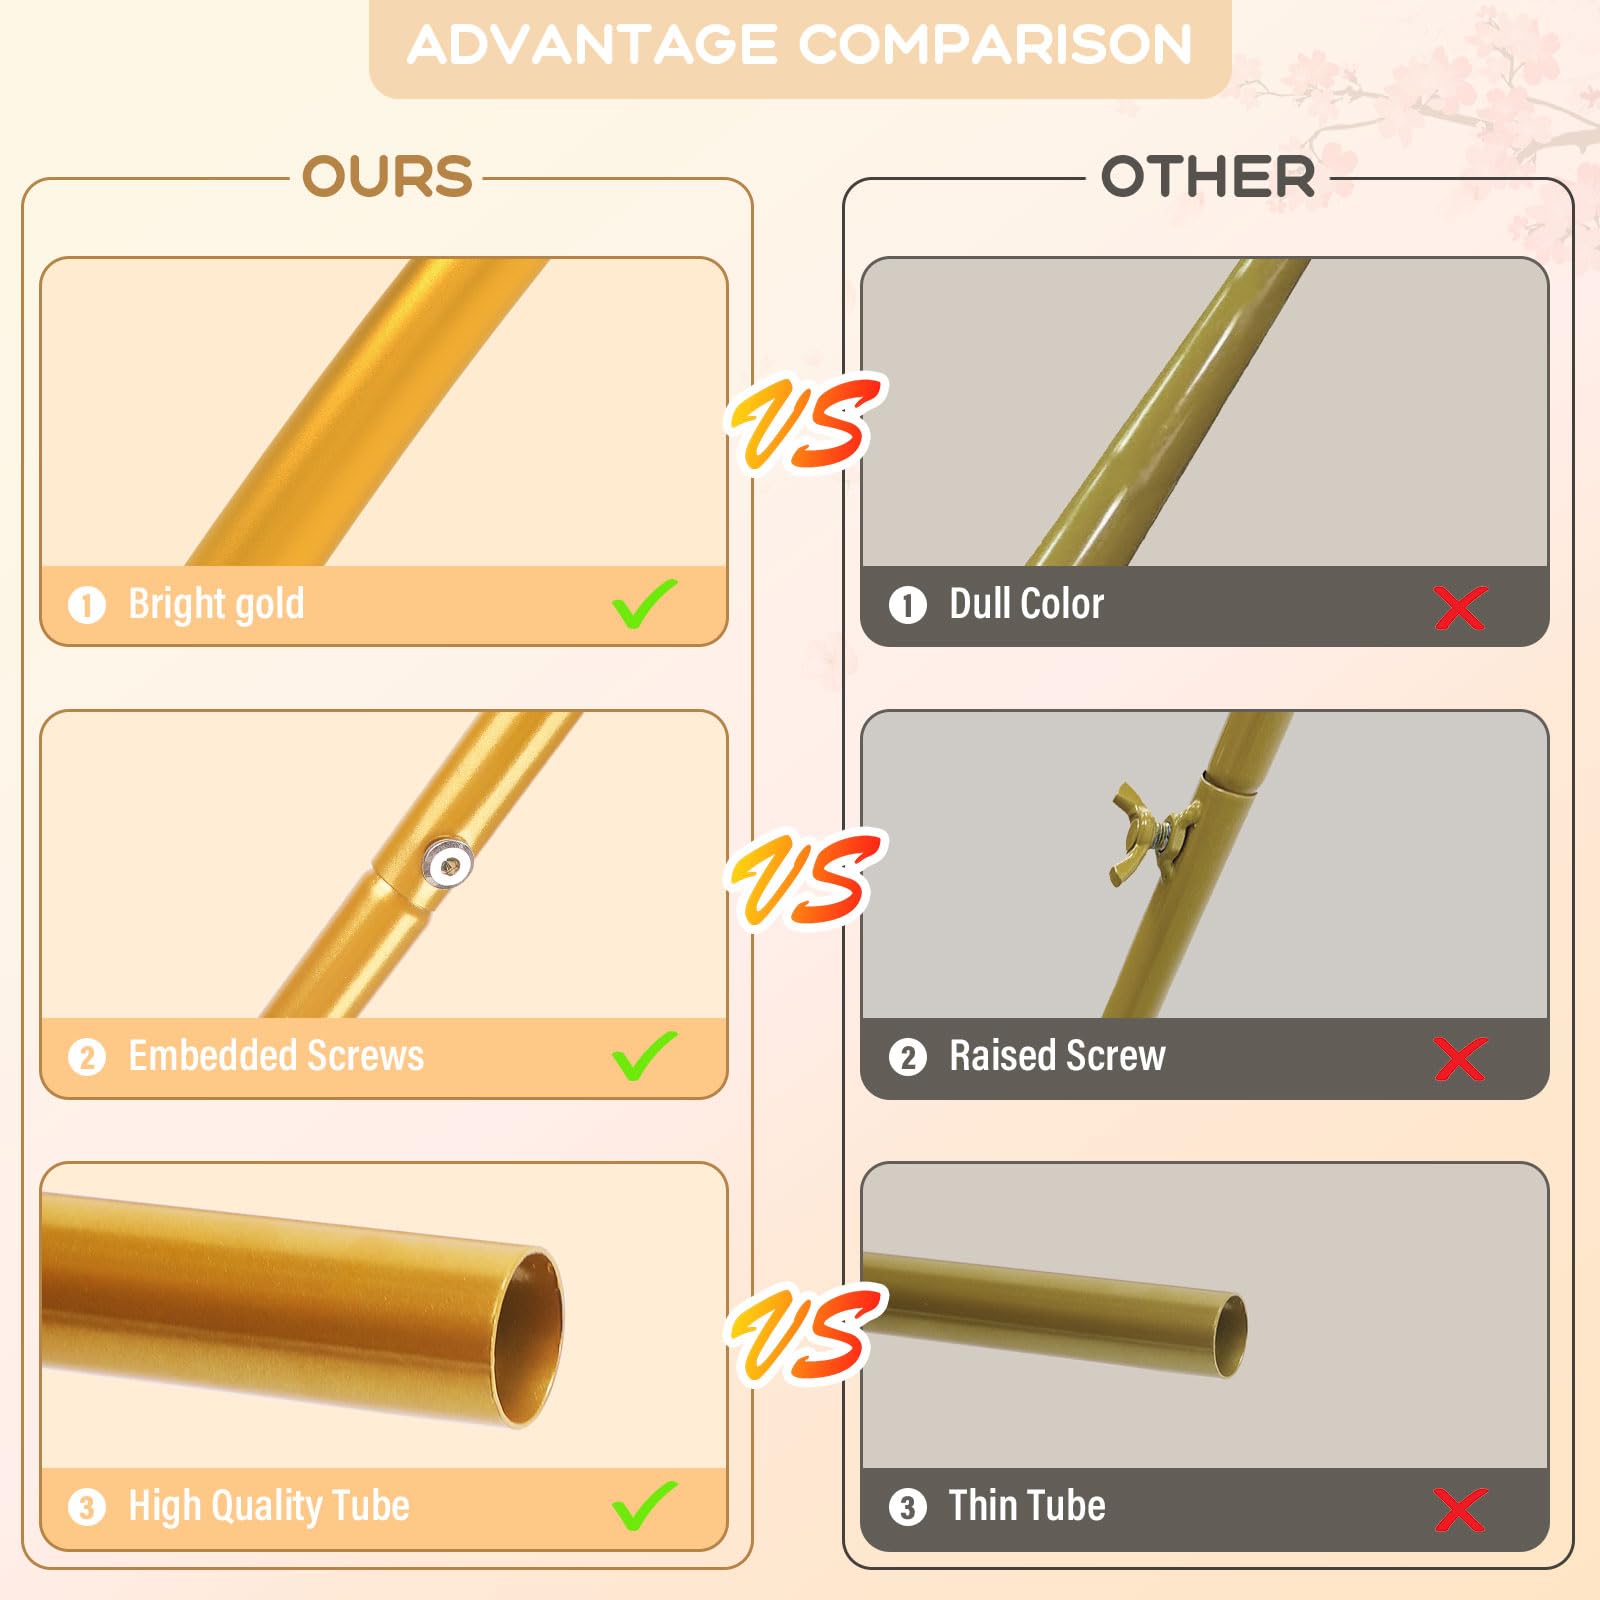 ADVANTAGE COMPARISON
OURS
OTHER
1 Bright gold
VS
1 Dull Color
2 Embedded Screws
VS
2 Raised Screw
3 High Quality Tube
VS
3 Thin Tube